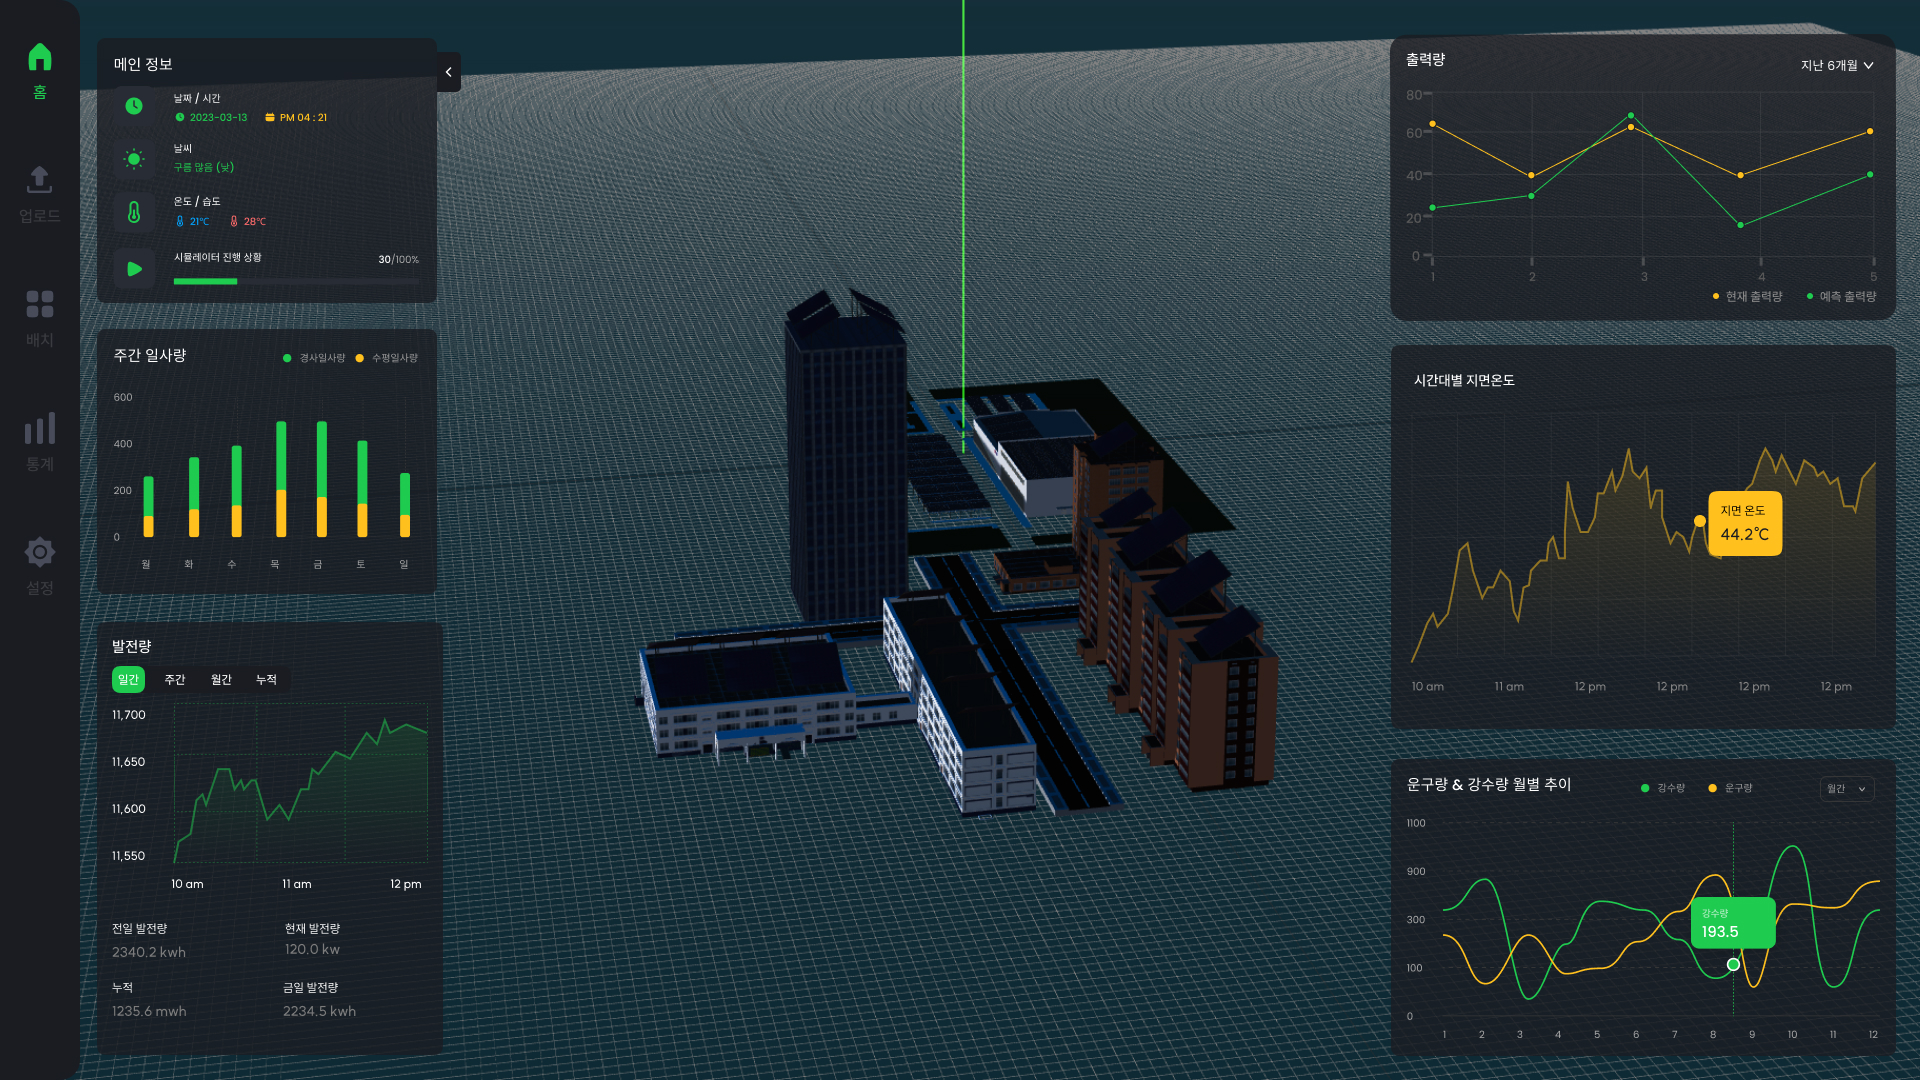 홈
업로드
배치
통계
설정
메인 정보
날짜 / 시간
2023-03-13 PM 04 : 21
날씨
구름 많음 (낮)
온도 / 습도
21℃ 28℃
시뮬레이터 진행 상황 30/100%
주간 일사량 경사일사량 수평일사량
600
400
200
0
월 화 수 목 금 토 일
발전량
일간 주간 월간 누적
11,700
11,650
11,600
11,550
10 am 11 am 12 pm
전일 발전량 현재 발전량
2340.2 kwh 120.0 kw
누적 금일 발전량
1235.6 mwh 2234.5 kwh
출력량 지난 6개월
80
60
40
20
0
1 2 3 4 5
현재 출력량 예측 출력량
시간대별 지면온도
지면 온도
44.2℃
10 am 11 am 12 pm 12 pm 12 pm 12 pm
운구량 & 강수량 월별 추이 강수량 운구량 월간
1100
900
300
100
0
강수량
193.5
1 2 3 4 5 6 7 8 9 10 11 12